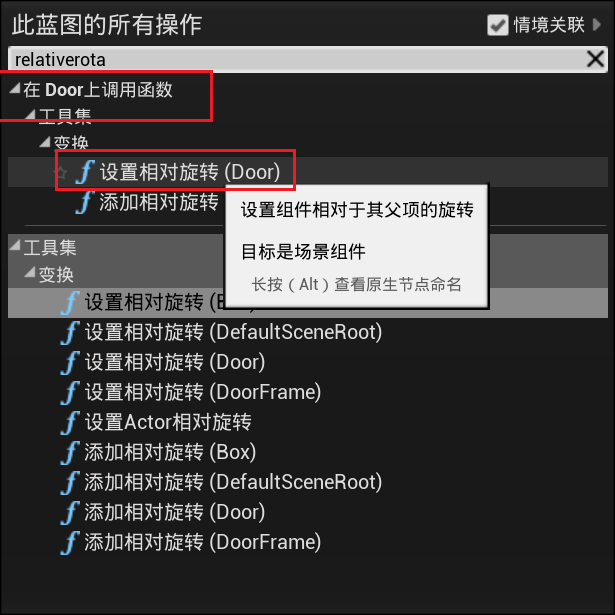 此蓝图的所有操作
情境关联
relativerota
在 Door上调用函数
工具集
变换
设置相对旋转 (Door)
添加相对旋转
设置组件相对于其父项的旋转
目标是场景组件
长按（Alt）查看原生节点命名
工具集
变换
设置相对旋转
设置相对旋转 (DefaultSceneRoot)
设置相对旋转 (Door)
设置相对旋转 (DoorFrame)
设置Actor相对旋转
添加相对旋转 (Box)
添加相对旋转 (DefaultSceneRoot)
添加相对旋转 (Door)
添加相对旋转 (DoorFrame)